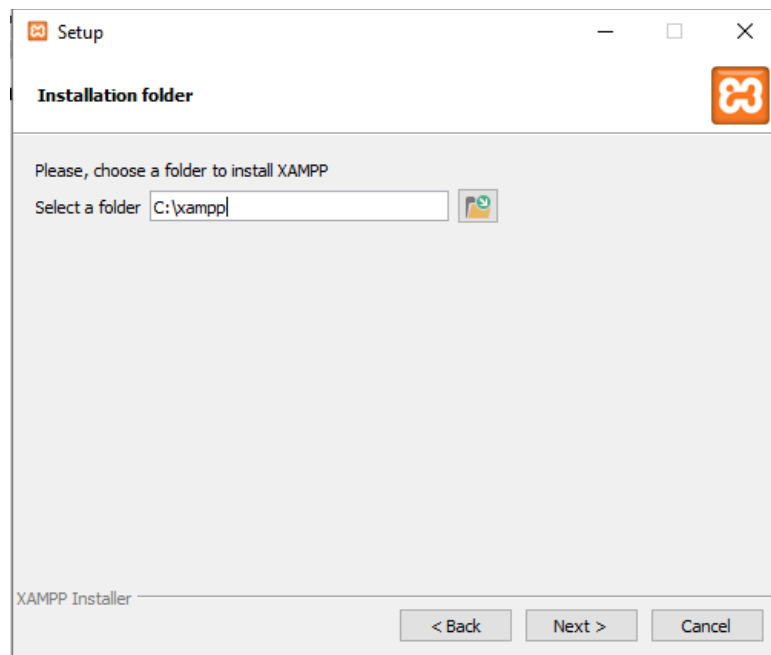 Setup
Installation folder
Please, choose a folder to install XAMPP
Select a folder C:\xampp
XAMPP Installer
< Back Next > Cancel